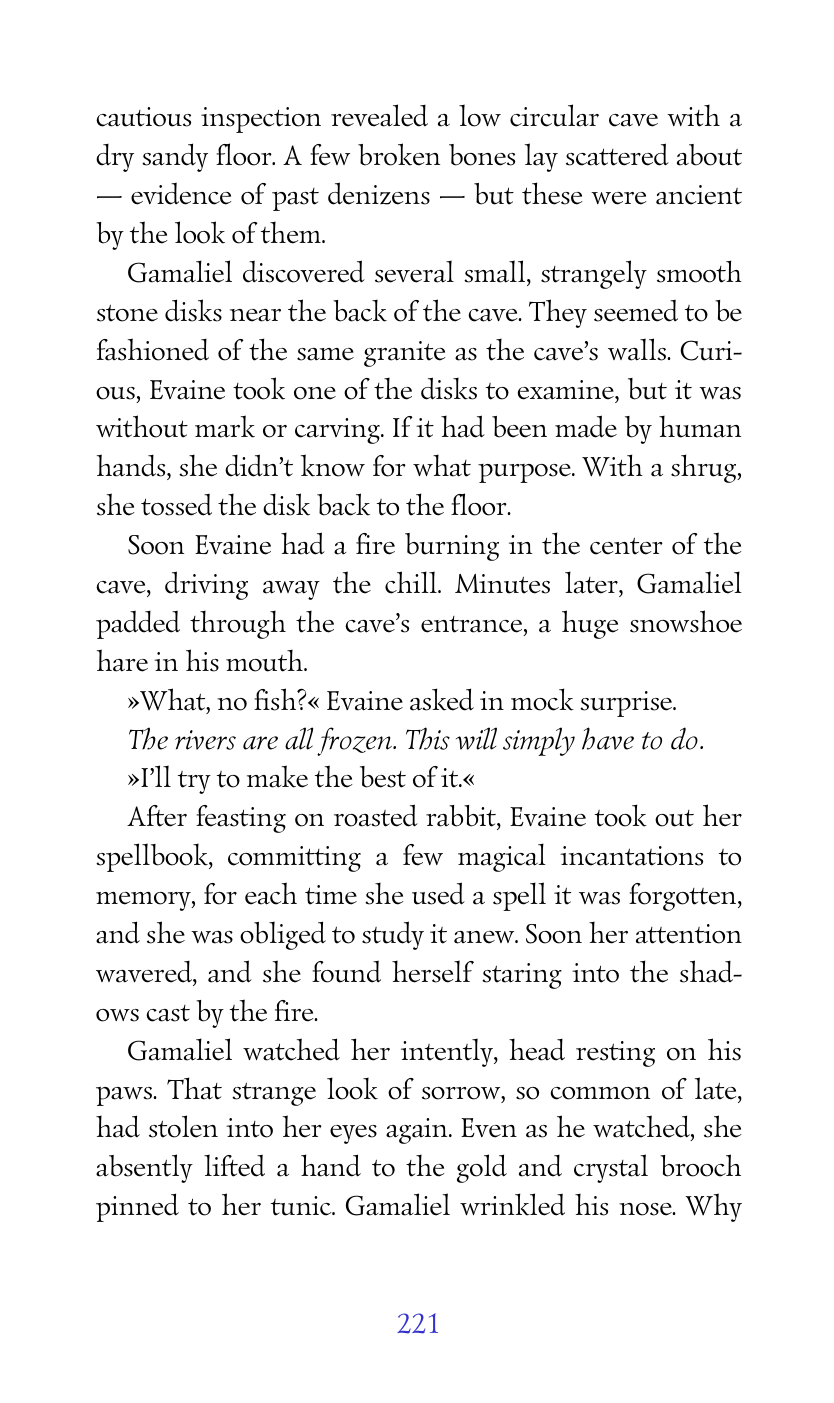 cautious inspection revealed a low circular cave with a
dry sandy floor. A few broken bones lay scattered about
— evidence of past denizens — but these were ancient
by the look of them.
Gamaliel discovered several small, strangely smooth
stone disks near the back of the cave. They seemed to be
fashioned of the same granite as the cave’s walls. Curi-
ous, Evaine took one of the disks to examine, but it was
without mark or carving. If it had been made by human
hands, she didn’t know for what purpose. With a shrug,
she tossed the disk back to the floor.
Soon Evaine had a fire burning in the center of the
cave, driving away the chill. Minutes later, Gamaliel
padded through the cave’s entrance, a huge snowshoe
hare in his mouth.
»What, no fish?« Evaine asked in mock surprise.
The rivers are all frozen. This will simply have to do.
»I’ll try to make the best of it.«
After feasting on roasted rabbit, Evaine took out her
spellbook, committing a few magical incantations to
memory, for each time she used a spell it was forgotten,
and she was obliged to study it anew. Soon her attention
wavered, and she found herself staring into the shad-
ows cast by the fire.
Gamaliel watched her intently, head resting on his
paws. That strange look of sorrow, so common of late,
had stolen into her eyes again. Even as he watched, she
absently lifted a hand to the gold and crystal brooch
pinned to her tunic. Gamaliel wrinkled his nose. Why
221